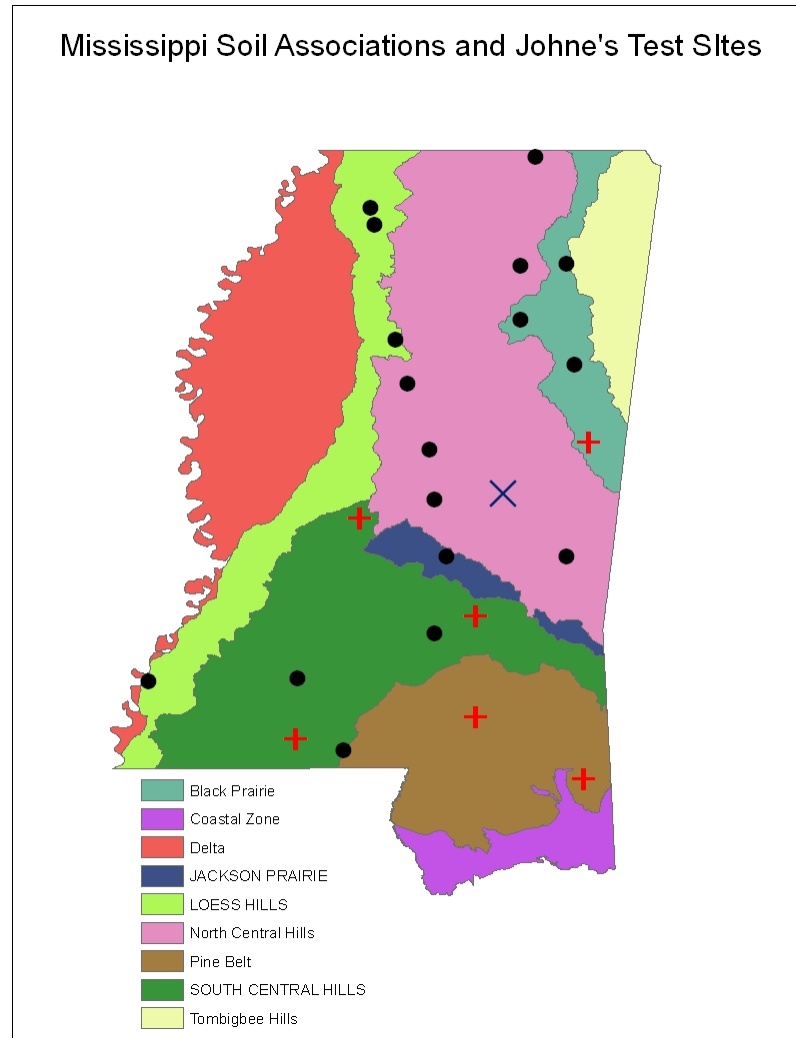 Mississippi Soil Associations and Johne's Test SItes
Black Prairie
Coastal Zone
Delta
JACKSON PRAIRIE
LOESS HILLS
North Central Hills
Pine Belt
SOUTH CENTRAL HILLS
Tombigbee Hills